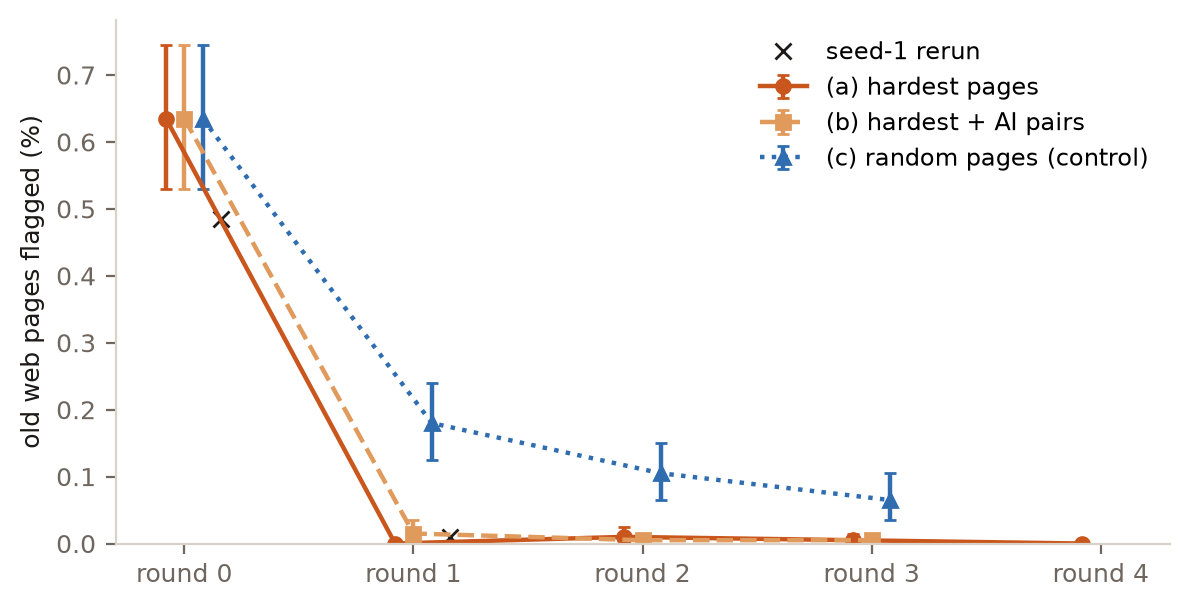 old web pages flagged (%)
0.7
0.6
0.5
0.4
0.3
0.2
0.1
0.0
seed-1 rerun
(a) hardest pages
(b) hardest + AI pairs
(c) random pages (control)
round 0 round 1 round 2 round 3 round 4